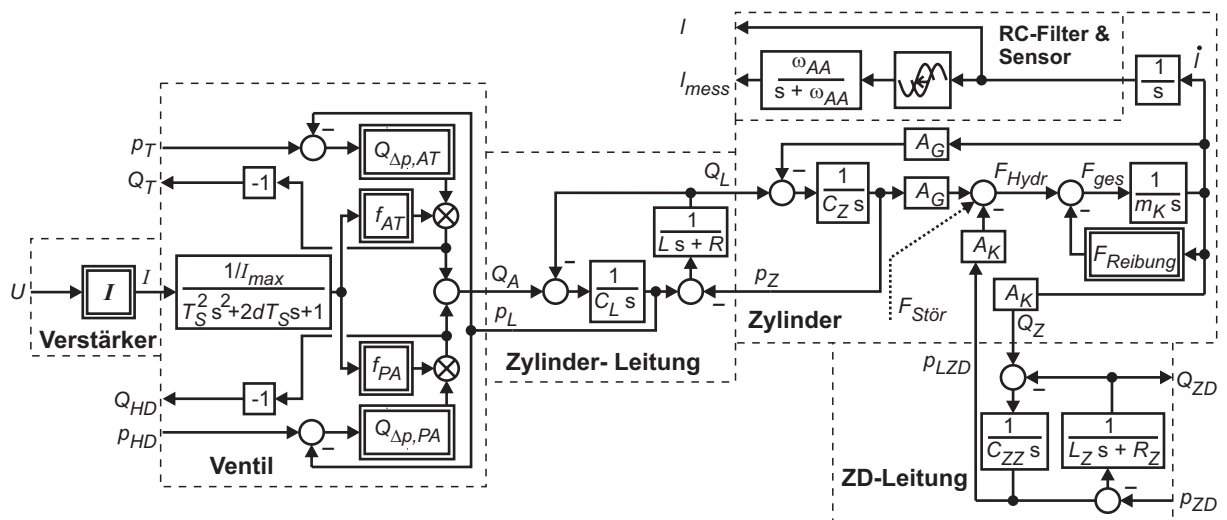 l
RC-Filter &
Sensor
i
l_mess
ω_AA
s + ω_AA
1
s
p_T
–
Q_Δp,AT
Q_T
-1
f_AT
A_G
Q_L
–
1
C_Z s
A_G
F_Hydr
F_ges
1
m_K s
–
–
1
L s + R
A_K
F_Reibung
U
I
I
1/I_max
T_S^2 s^2+2dT_S s+1
Q_A
–
1
C_L s
–
p_Z
A_K
F_Stör
Q_Z
Verstärker
p_L
Zylinder
Zylinder- Leitung
f_PA
p_LZD
Q_HD
-1
–
Q_ZD
p_HD
–
Q_Δp,PA
1
C_ZZ s
1
L_Z s + R_Z
Ventil
ZD-Leitung
–
p_ZD